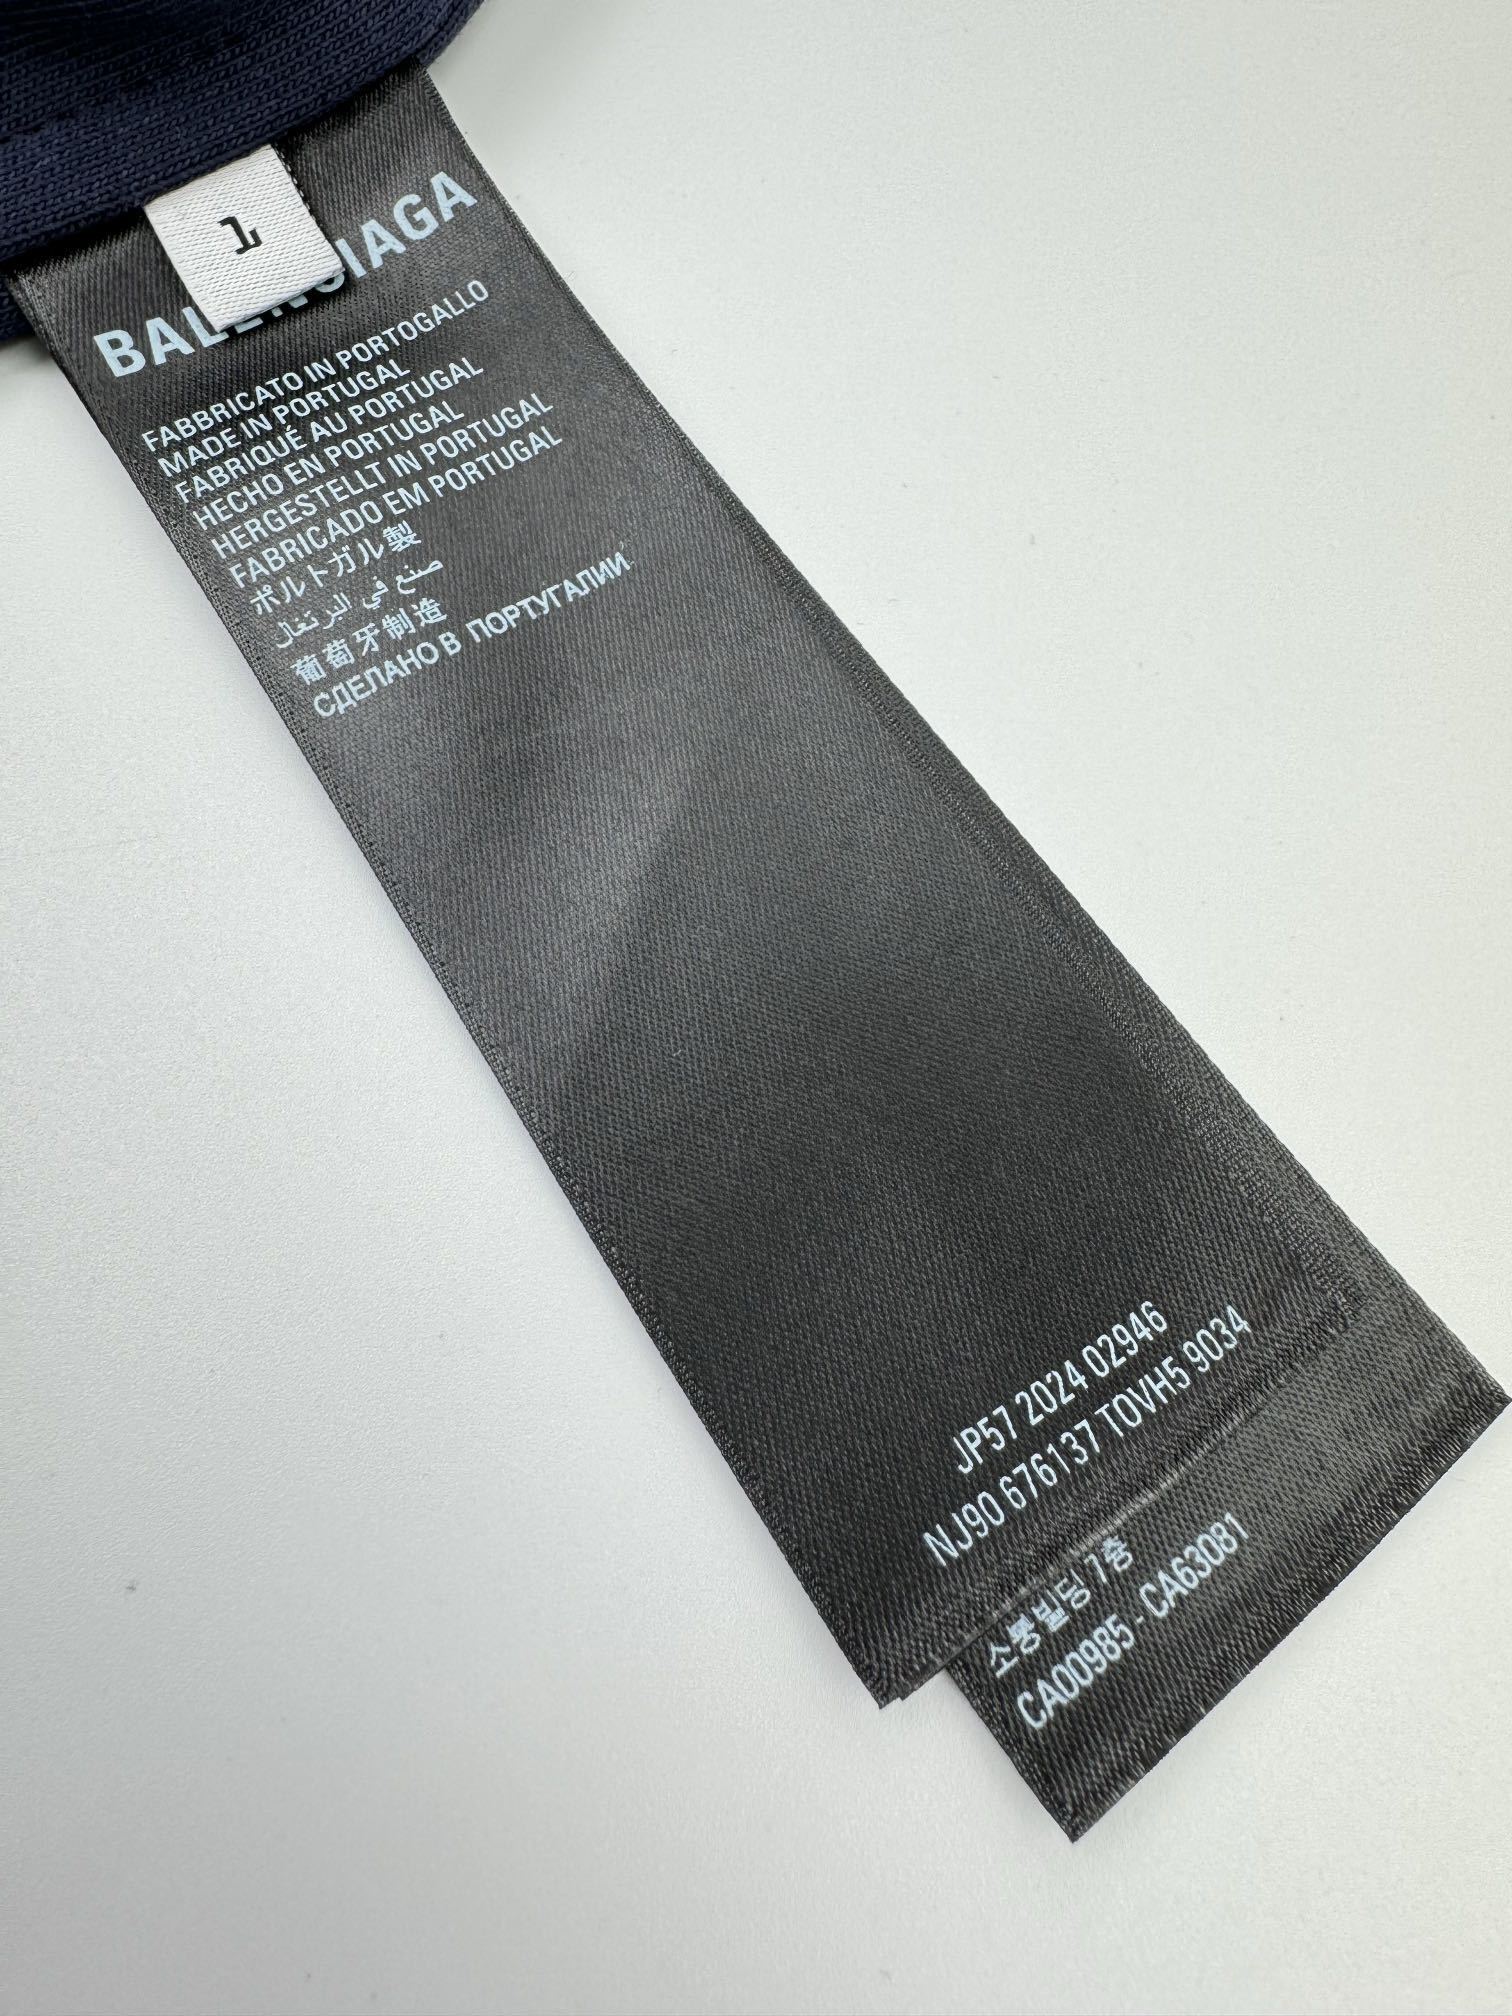 1
BALENCIAGA
FABBRICATO IN PORTOGALLO
MADE IN PORTUGAL
FABRIQUÉ AU PORTUGAL
HECHO EN PORTUGAL
HERGESTELLT IN PORTUGAL
FABRICADO EM PORTUGAL
ポルトガル製
صنع في البرتغال
葡萄牙制造
СДЕЛАНО В ПОРТУГАЛИИ
JP57 2024 02946
NJ90 676137 TOVH5 9034
소통빌딩 7층
CA00985 - CA63081